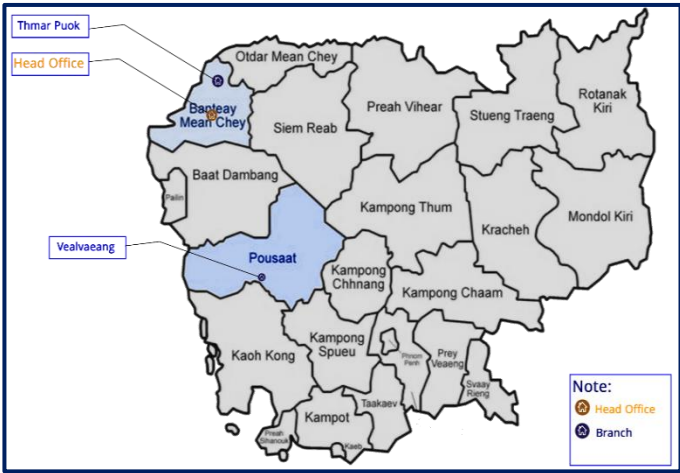 Thmar Puok
Head Office
Vealvaeang
Otdar Mean Chey
Banteay
Mean Chey
Siem Reab
Preah Vihear
Stueng Traeng
Rotanak
Kiri
Baat Dambang
Pailin
Kampong Thum
Kracheh
Mondol Kiri
Pousaat
Kampong
Chhnang
Kampong Chaam
Kaoh Kong
Kampong
Spueu
Phnom
Penh
Prey
Veaeng
Svaay
Rieng
Taakaev
Kampot
Preah
Sihanouk
Kaeb
Note:
Head Office
Branch